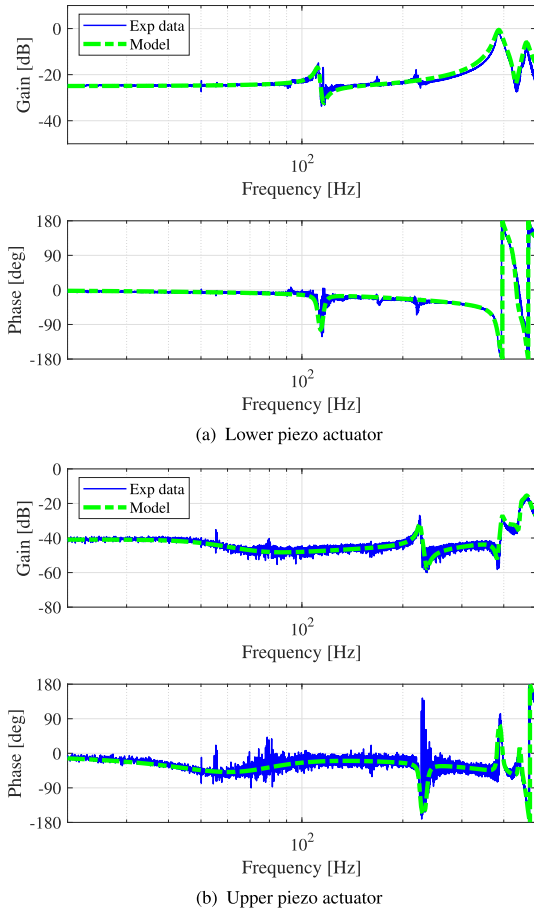 Exp data
Model
0
-20
-40
Gain [dB]
10^2
Frequency [Hz]
180
90
0
-90
-180
Phase [deg]
10^2
Frequency [Hz]
(a) Lower piezo actuator
Exp data
Model
0
-20
-40
-60
-80
Gain [dB]
10^2
Frequency [Hz]
180
90
0
-90
-180
Phase [deg]
10^2
Frequency [Hz]
(b) Upper piezo actuator